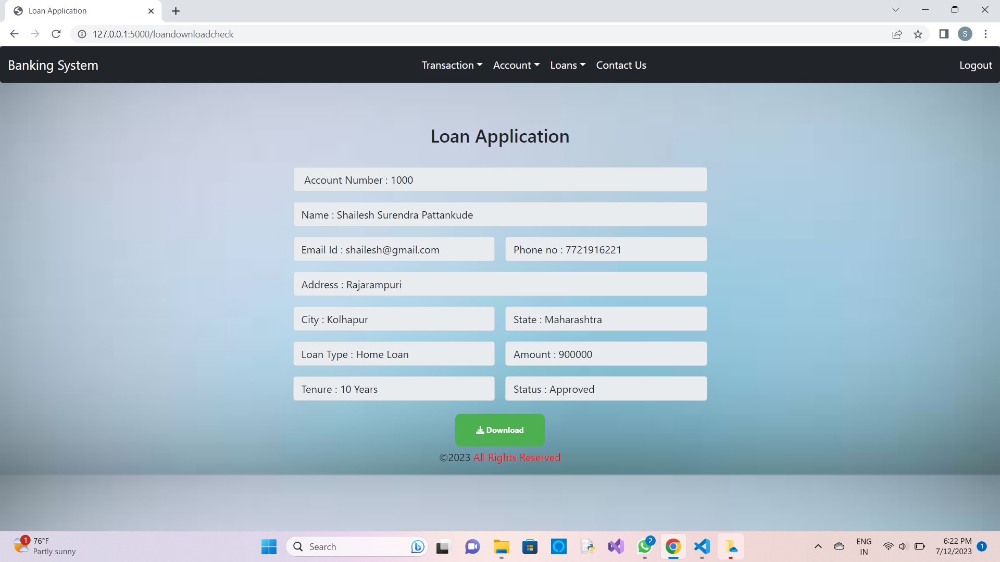 Loan Application
127.0.0.1:5000/loandownloadcheck
S
Banking System Transaction Account Loans Contact Us Logout
Loan Application
Account Number : 1000
Name : Shailesh Surendra Pattankude
Email Id : shailesh@gmail.com Phone no : 7721916221
Address : Rajarampuri
City : Kolhapur State : Maharashtra
Loan Type : Home Loan Amount : 900000
Tenure : 10 Years Status : Approved
Download
©2023 All Rights Reserved
1
76°F
Partly sunny
Search
2
ENG
IN
6:22 PM
7/12/2023
1